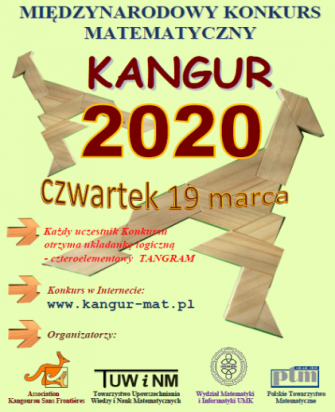 MIĘDZYNARODOWY KONKURS
MATEMATYCZNY
KANGUR
2020
czwartek 19 marca
Każdy uczestnik Konkursu
otrzyma układankę logiczną
- czteroelementowy TANGRAM
Konkurs w Internecie:
www.kangur-mat.pl
Organizatorzy:
TUW i NM
ptm
Association
Kangourou Sans Frontières
Towarzystwo Upowszechniania
Wiedzy i Nauk Matematycznych
Wydział Matematyki
i Informatyki UMK
Polskie Towarzystwo
Matematyczne